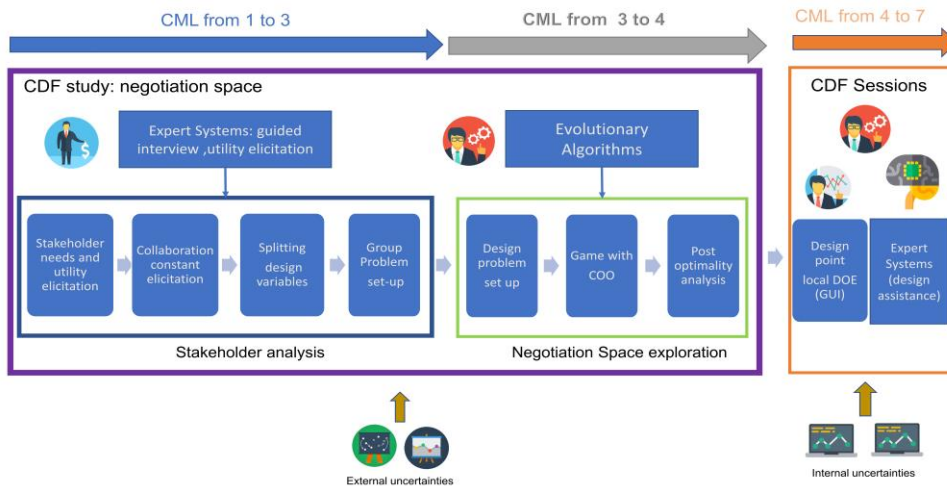 CML from 1 to 3
CML from 3 to 4
CML from 4 to 7
CDF study: negotiation space
CDF Sessions
Expert Systems: guided
interview ,utility elicitation
Evolutionary
Algorithms
Stakeholder
needs and
utility
elicitation
Collaboration
constant
elicitation
Splitting
design
variables
Group
Problem
set-up
Design
problem
set up
Game with
COO
Post
optimality
analysis
Design
point
local DOE
(GUI)
Expert
Systems
(design
assistance)
Stakeholder analysis
Negotiation Space exploration
External uncertainties
Internal uncertainties